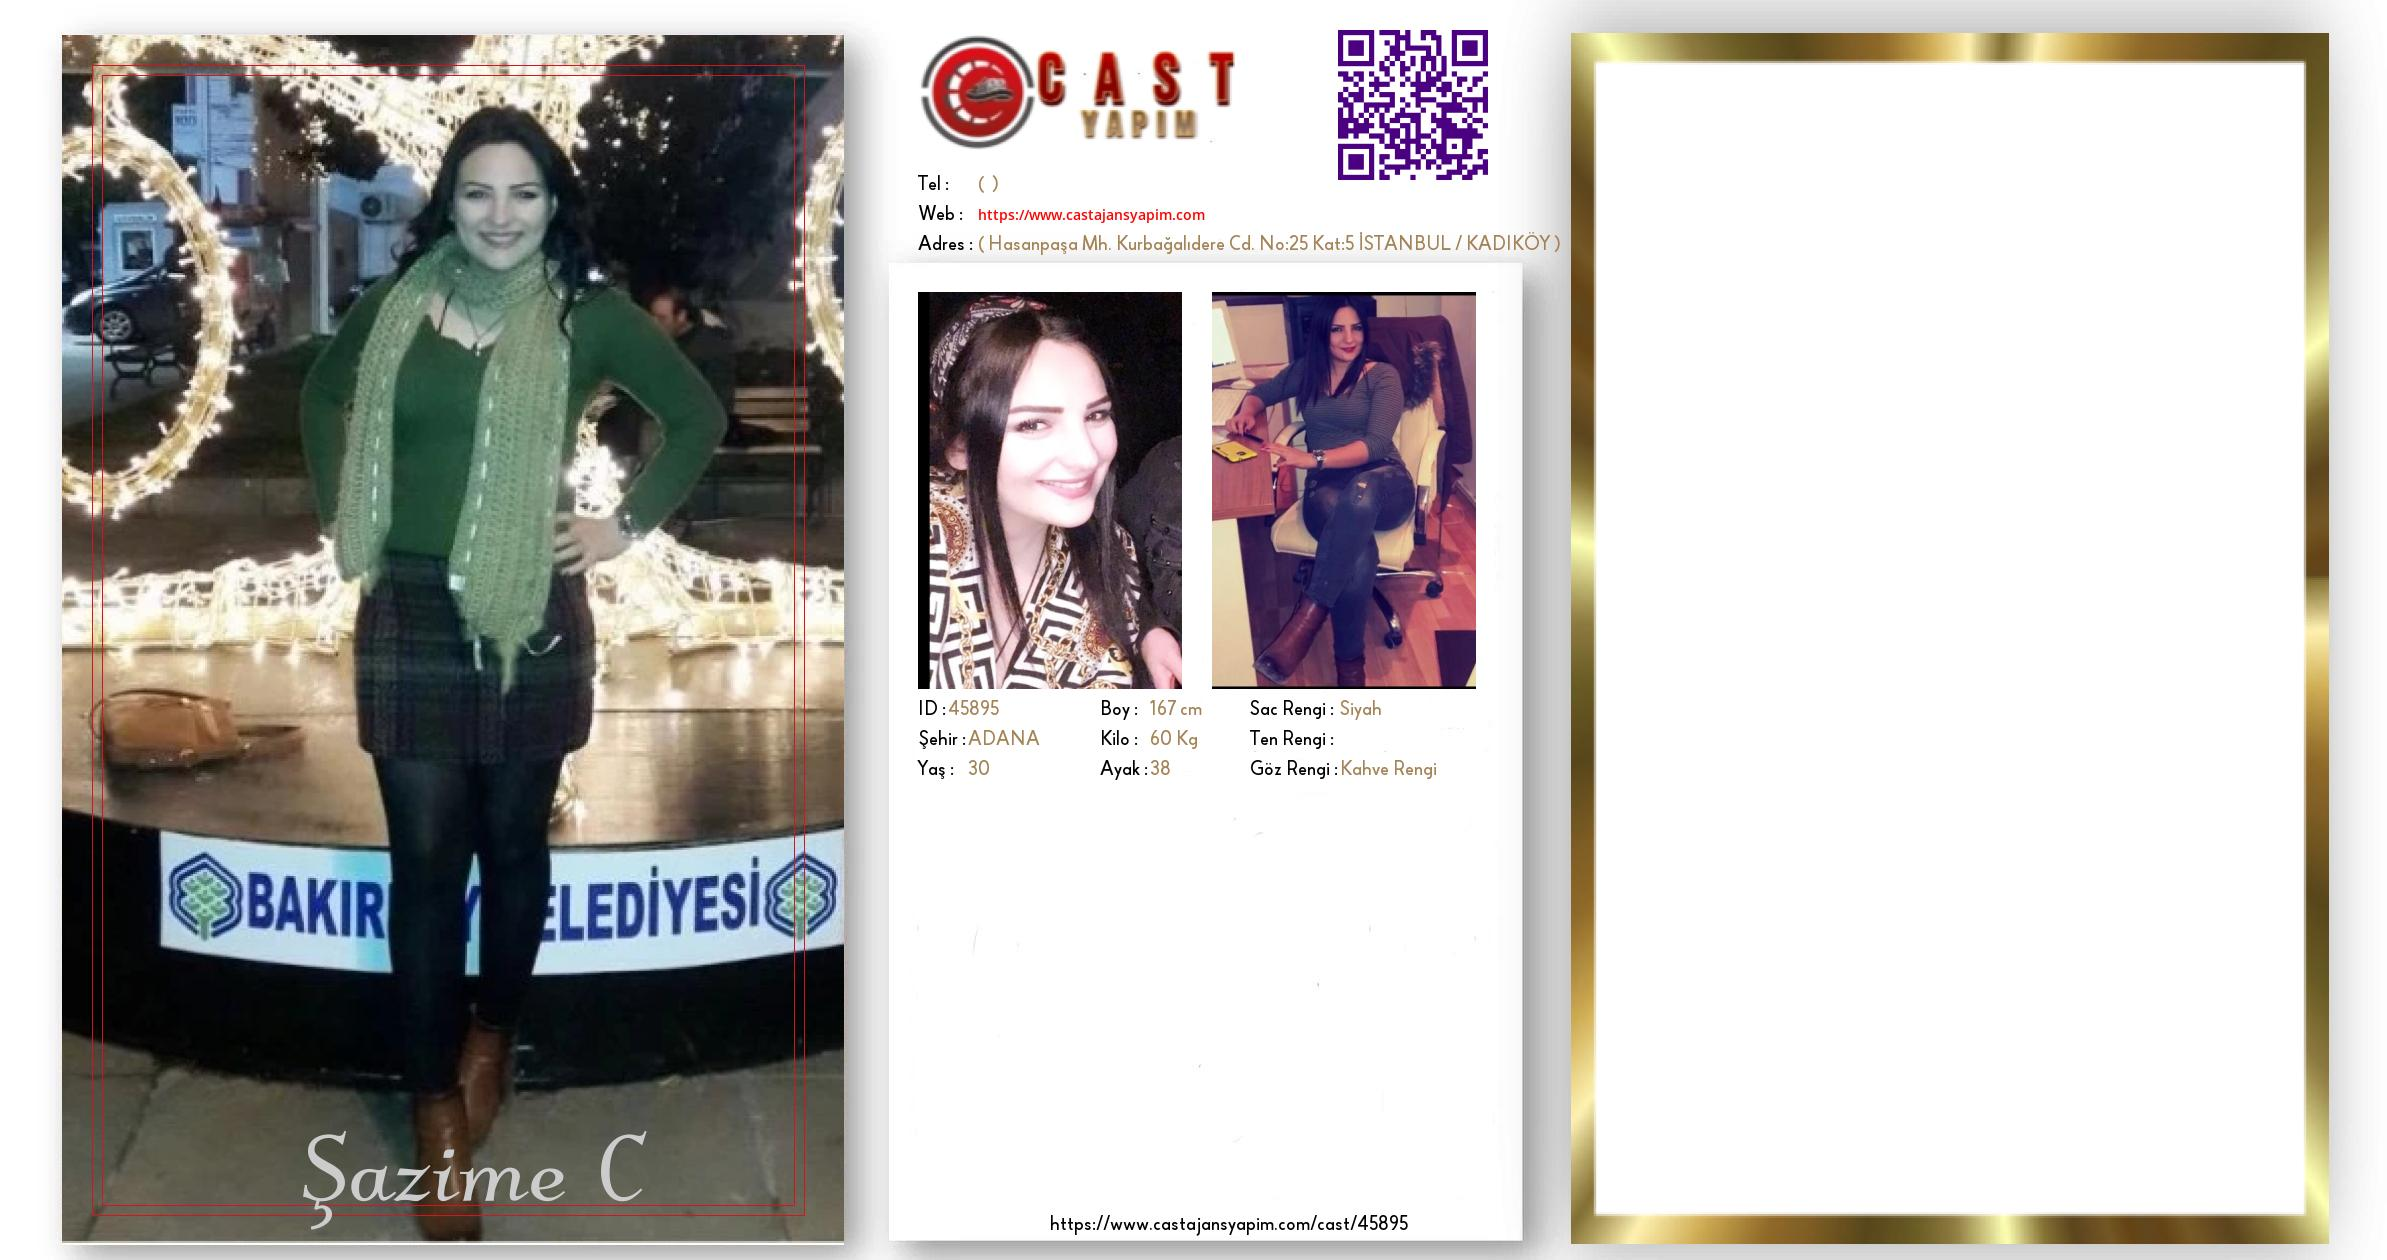 BAKIR Y ELEDİYESİ
Şazime C
CAST
YAPIM
Tel : ( )
Web : https://www.castajansyapim.com
Adres : ( Hasanpaşa Mh. Kurbağalıdere Cd. No:25 Kat:5 İSTANBUL / KADIKÖY )
ID : 45895 Boy : 167 cm Sac Rengi : Siyah
Şehir : ADANA Kilo : 60 Kg Ten Rengi :
Yaş : 30 Ayak : 38 Göz Rengi : Kahve Rengi
https://www.castajansyapim.com/cast/45895